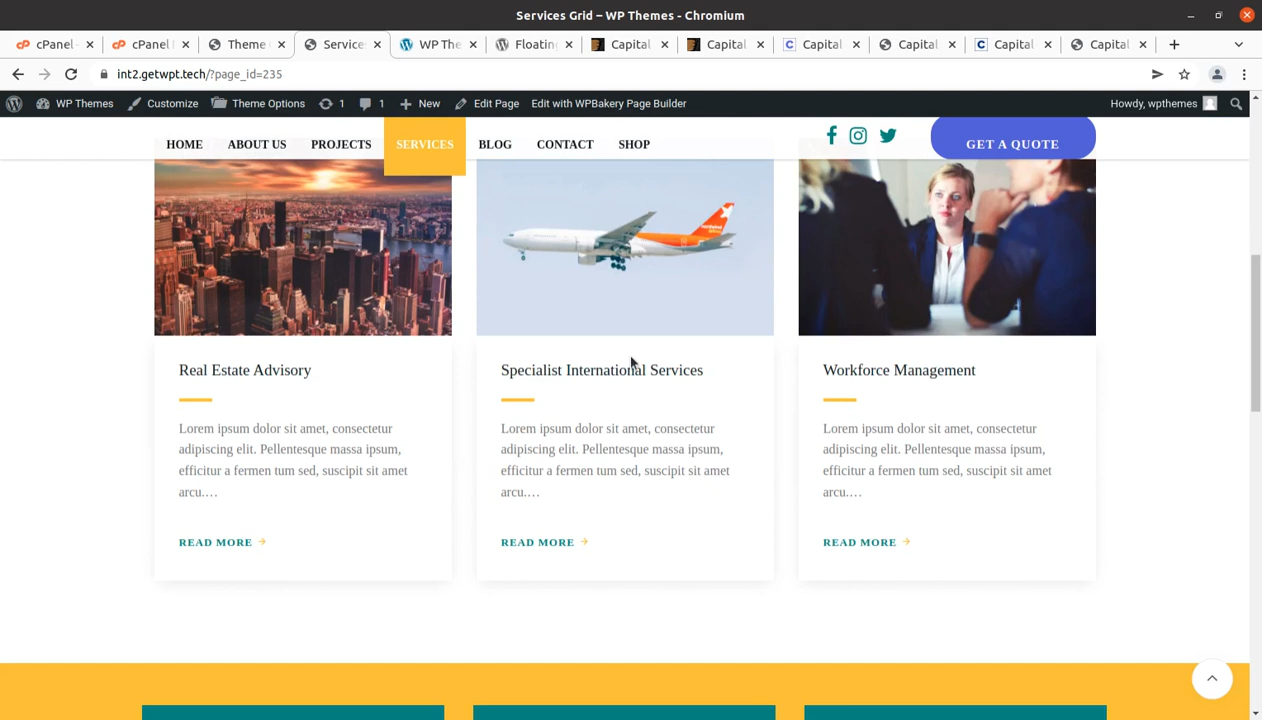 Services Grid – WP Themes - Chromium
cPanel cPanel Theme Service WP The Floatin Capital Capital Capital Capital Capital Capital
int2.getwpt.tech/?page_id=235
WP Themes Customize Theme Options 1 1 New Edit Page Edit with WPBakery Page Builder Howdy, wpthemes
HOME ABOUT US PROJECTS SERVICES BLOG CONTACT SHOP GET A QUOTE
Real Estate Advisory
Lorem ipsum dolor sit amet, consectetur
adipiscing elit. Pellentesque massa ipsum,
efficitur a fermen tum sed, suscipit sit amet
arcu.…
READ MORE
Specialist International Services
Lorem ipsum dolor sit amet, consectetur
adipiscing elit. Pellentesque massa ipsum,
efficitur a fermen tum sed, suscipit sit amet
arcu.…
READ MORE
Workforce Management
Lorem ipsum dolor sit amet, consectetur
adipiscing elit. Pellentesque massa ipsum,
efficitur a fermen tum sed, suscipit sit amet
arcu.…
READ MORE